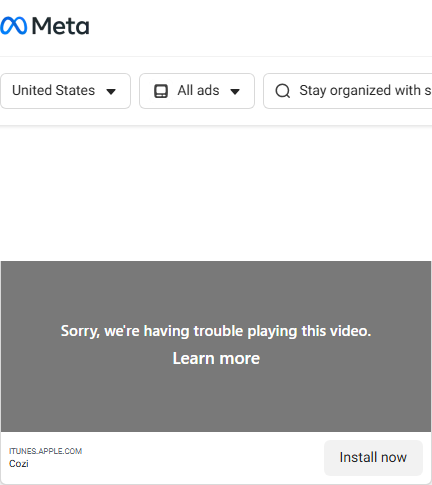 Meta
United States
All ads
Stay organized with s
Sorry, we're having trouble playing this video.
Learn more
ITUNES.APPLE.COM
Cozi
Install now